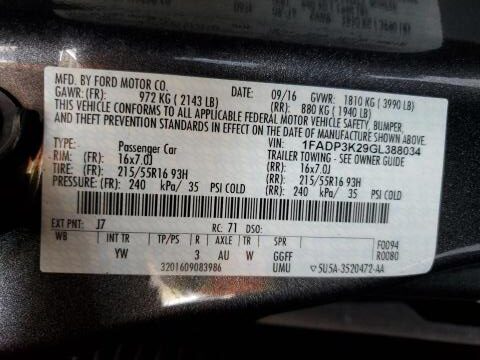 MFD. BY FORD MOTOR CO. DATE: 09/16 GVWR: 1810 KG ( 3990 LB)
GAWR: (FR): 972 KG ( 2143 LB) (RR): 880 KG ( 1940 LB)
THIS VEHICLE CONFORMS TO ALL APPLICABLE FEDERAL MOTOR VEHICLE SAFETY, BUMPER,
AND THEFT PREVENTION STANDARDS IN EFFECT ON THE DATE OF MANUFACTURE SHOWN ABOVE.
VIN: 1FADP3K29GL388034
TYPE: Passenger Car TRAILER TOWING - SEE OWNER GUIDE
RIM: (FR): 16x7.0J (RR): 16x7.0J
TIRE: (FR): 215/55R16 93H (RR): 215/55R16 93H
PRESSURE: (FR): 240 kPa/ 35 PSI COLD (RR): 240 kPa/ 35 PSI COLD
EXT PNT: J7 RC: 71 DSO:
WB INT TR TP/PS R AXLE TR SPR F0094
YW 3 AU W GGFF R0080
3201609083986 UMU 5U5A-3520472-AA